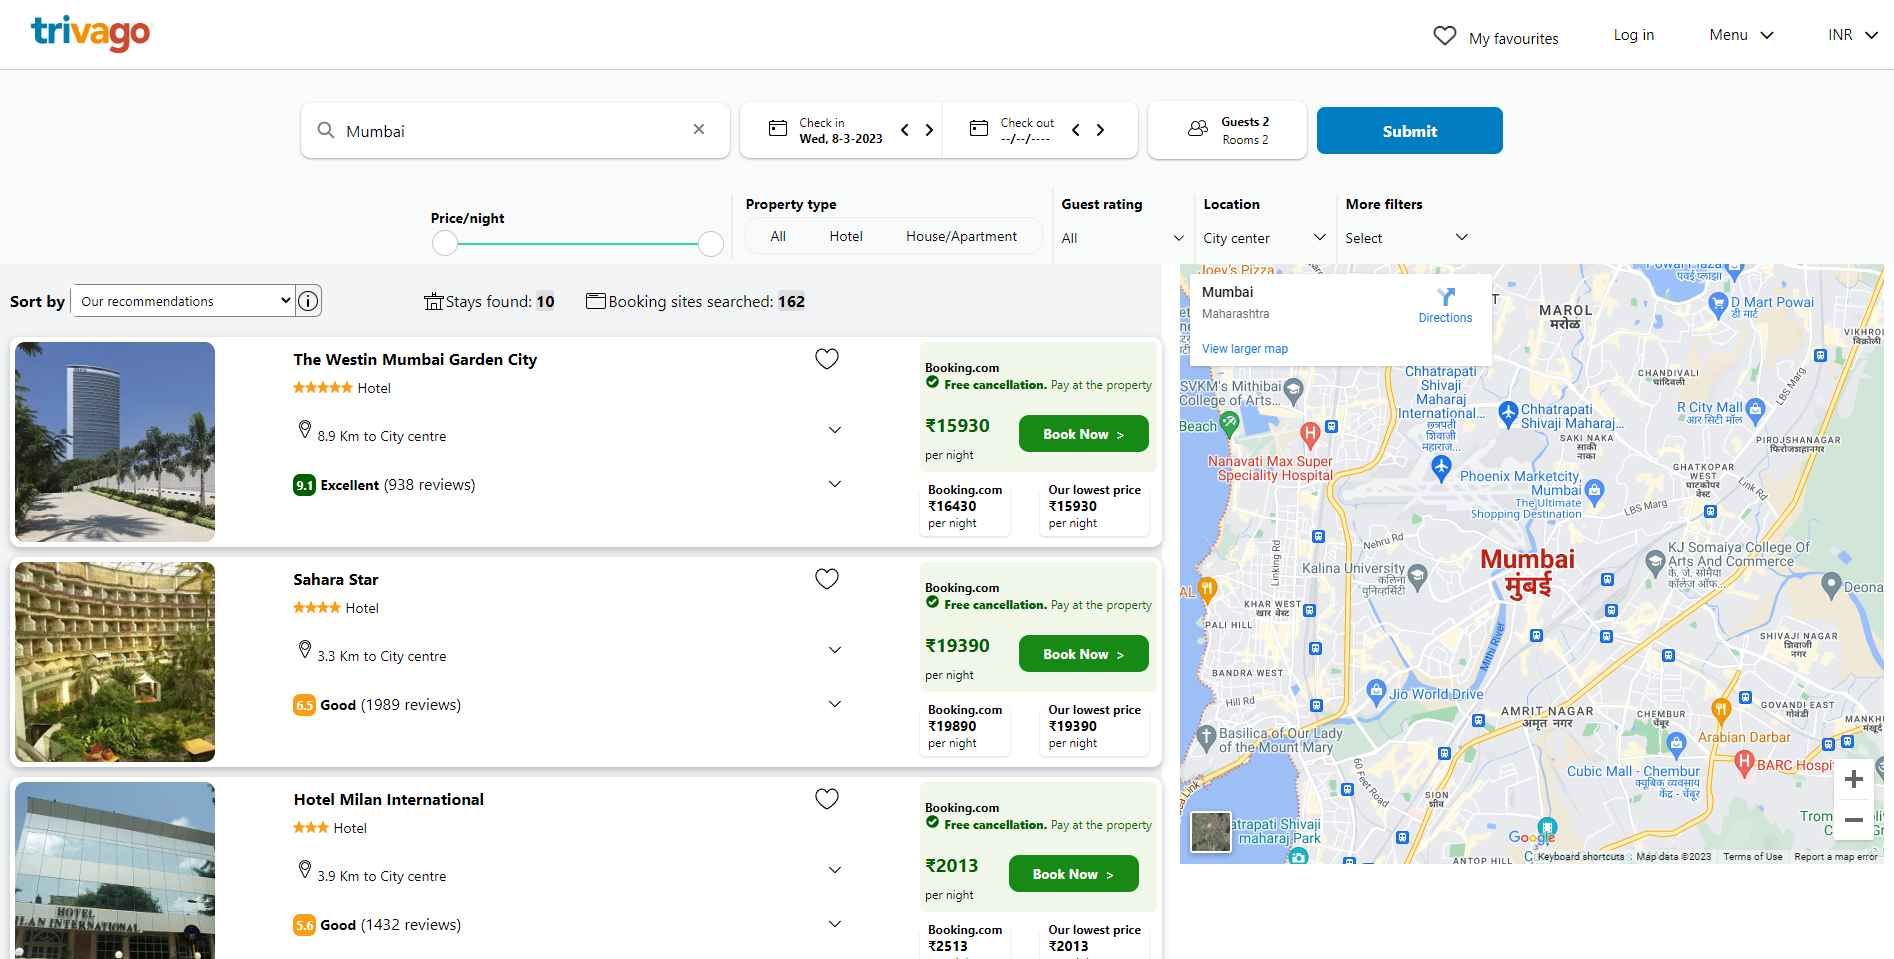 trivago
My favourites
Log in
Menu
INR
Mumbai
Check in
Wed, 8-3-2023
Check out
--/--/----
Guests 2
Rooms 2
Submit
Price/night
Property type
All
Hotel
House/Apartment
Guest rating
All
Location
City center
More filters
Select
Sort by
Our recommendations
Stays found: 10
Booking sites searched: 162
The Westin Mumbai Garden City
Hotel
8.9 Km to City centre
9.1 Excellent (938 reviews)
Booking.com
Free cancellation. Pay at the property
₹15930
per night
Book Now >
Booking.com
₹16430
per night
Our lowest price
₹15930
per night
Sahara Star
Hotel
3.3 Km to City centre
6.5 Good (1989 reviews)
Booking.com
Free cancellation. Pay at the property
₹19390
per night
Book Now >
Booking.com
₹19890
per night
Our lowest price
₹19390
per night
Hotel Milan International
Hotel
3.9 Km to City centre
5.6 Good (1432 reviews)
Booking.com
Free cancellation. Pay at the property
₹2013
per night
Book Now >
Booking.com
₹2513
Our lowest price
₹2013
HOTEL
ILAN INTERNATIONAL
Joey's Pizza
Mumbai
Maharashtra
Directions
View larger map
पवई प्लाझा
D Mart Powai
डी मार्ट
MAROL
मरोळ
VIKHROL
विक्रोली
CHANDIVALI
चांदिवली
LBS Marg
Chhatrapati
Shivaji
Maharaj
International...
छत्रपती
शिवाजी
महाराज...
SVKM's Mithibai
College of Arts...
Beach
Chhatrapati
Shivaji Maharaj...
R City Mall
आर सिटी मॉल
SAKI NAKA
साकी
नाका
PIROJSHANAGAR
फिरोजशहानगर
Nanavati Max Super
Speciality Hospital
GHATKOPAR
WEST
घाटकोपर
वेस्ट
Link Rd
Phoenix Marketcity,
Mumbai
The Ultimate
Shopping Destination
LBS Marg
Nehru Rd
Linking Rd
Mumbai
मुंबई
KJ Somaiya College Of
Arts And Commerce
के. जे. सोमैया
कॉलेज ऑफ...
Kalina University
कलिना
युनिव्हर्सिटी
Deona
AL
KHAR WEST
खार वेस्ट
PALI HILL
Mithi River
SHIVAJI NAGAR
शिवाजी
नगर
BANDRA WEST
Hill Rd
Jio World Drive
AMRIT NAGAR
अमृत नगर
CHEMBUR
चेंबूर
GOVANDI EAST
गोवंडी
MANKHU
मंखुर्द
Basilica of Our Lady
of the Mount Mary
Arabian Darbar
60 Feet Road
Cubic Mall - Chembur
क्यूबिक व्यवसाय
केंद्र - चेंबूर
BARC Hospi
SION
शीव
ea Link
atrapati Shivaji
maharaj Park
Google
ANTOP HILL
Trom
Keyboard shortcuts
Map data ©2023
Terms of Use
Report a map error